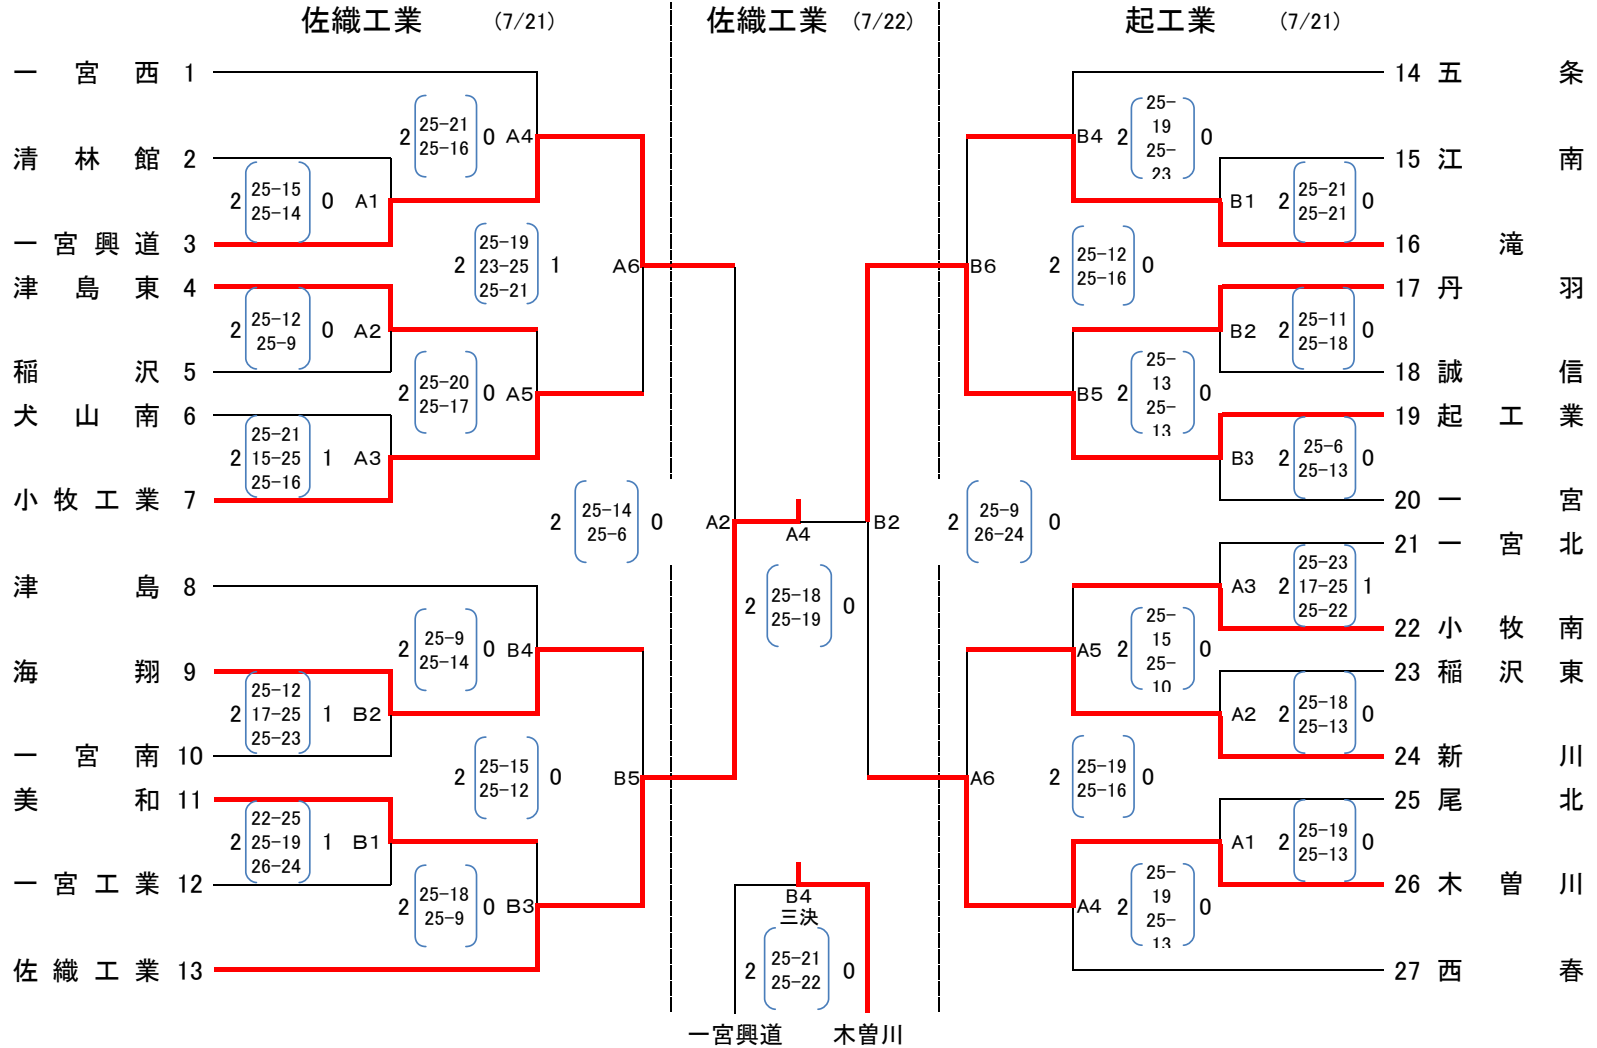 佐織工業 (7/21) 佐織工業 (7/22) 起工業 (7/21)
一宮西 1
清林館 2
一宮興道 3
津島東 4
稲沢 5
犬山南 6
小牧工業 7
津島 8
海翔 9
一宮南 10
美和 11
一宮工業 12
佐織工業 13
2 25-15 0 A1
25-14
2 25-12 0 A2
25-9
25-21
2 15-25 1 A3
25-16
25-12
2 17-25 1 B2
25-23
22-25
2 25-19 1 B1
26-24
2 25-21 0 A4
25-16
2 25-20 0 A5
25-17
2 25-9 0 B4
25-14
2 25-18 0 B3
25-9
25-19
2 23-25 1 A6
25-21
2 25-15 0 B5
25-12
2 25-14 0 A2
25-6
A4
2 25-18 0
25-19
B4
三決
2 25-21 0
25-22
一宮興道 木曽川
B2 2 25-9 0
26-24
B6 2 25-12 0
25-16
A6 2 25-19 0
25-16
25-
19
B4 2 25- 0
23
25-
13
B5 2 25- 0
13
25-
15
A5 2 25- 0
10
25-
19
A4 2 25- 0
13
B1 2 25-21 0
25-21
B2 2 25-11 0
25-18
B3 2 25-6 0
25-13
25-23
A3 2 17-25 1
25-22
A2 2 25-18 0
25-13
A1 2 25-19 0
25-13
14 五条
15 江南
16 滝
17 丹羽
18 誠信
19 起工業
20 一宮
21 一宮北
22 小牧南
23 稲沢東
24 新川
25 尾北
26 木曽川
27 西春